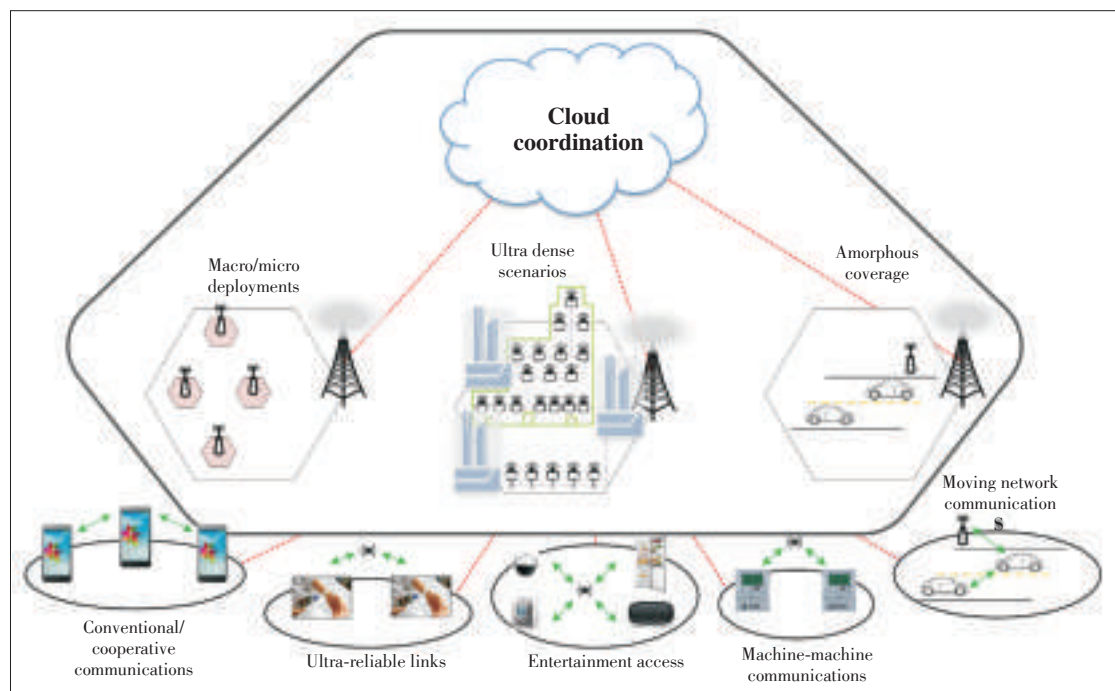 Cloud
coordination
Ultra dense
scenarios
Macro/micro
deployments
Amorphous
coverage
Moving network
communication
s
Conventional/
cooperative
communications
Ultra-reliable links
Entertainment access
Machine-machine
communications